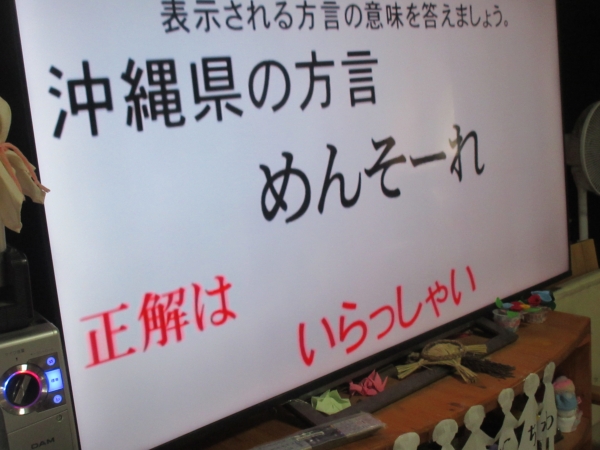 表示される方言の意味を答えましょう。
沖縄県の方言
めんそーれ
正解は
いらっしゃい
DAM